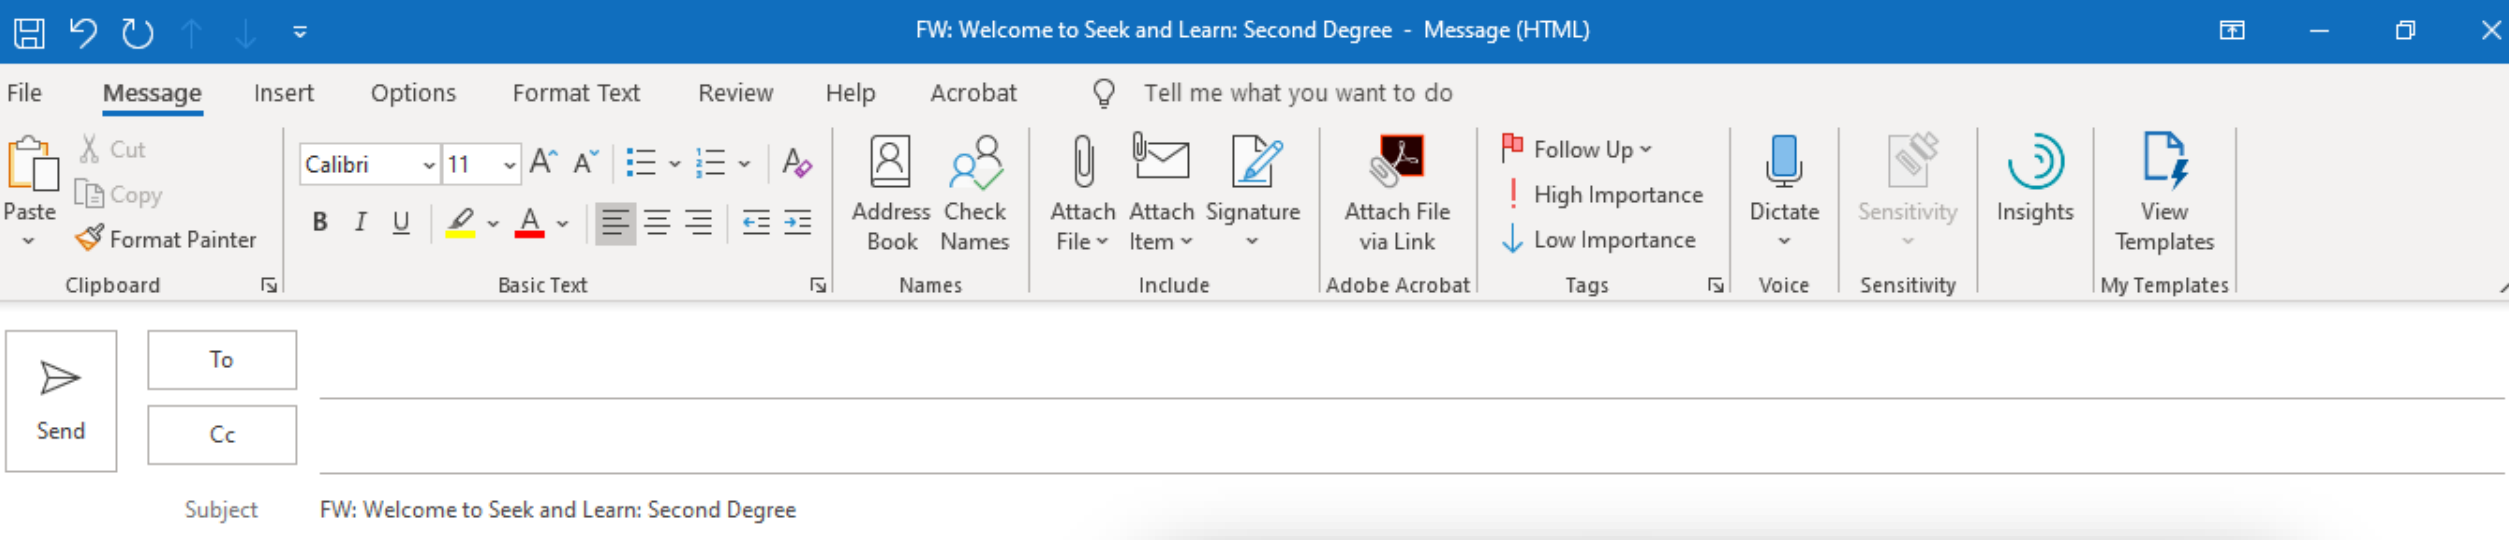 FW: Welcome to Seek and Learn: Second Degree - Message (HTML)
File Message Insert Options Format Text Review Help Acrobat Tell me what you want to do
Paste
Cut
Copy
Format Painter
Clipboard
Calibri 11
B I U
Basic Text
Address Book
Check Names
Names
Attach File
Attach Item
Signature
Include
Attach File via Link
Adobe Acrobat
Follow Up
High Importance
Low Importance
Tags
Dictate
Voice
Sensitivity
Sensitivity
Insights
View Templates
My Templates
Send
To
Cc
Subject FW: Welcome to Seek and Learn: Second Degree